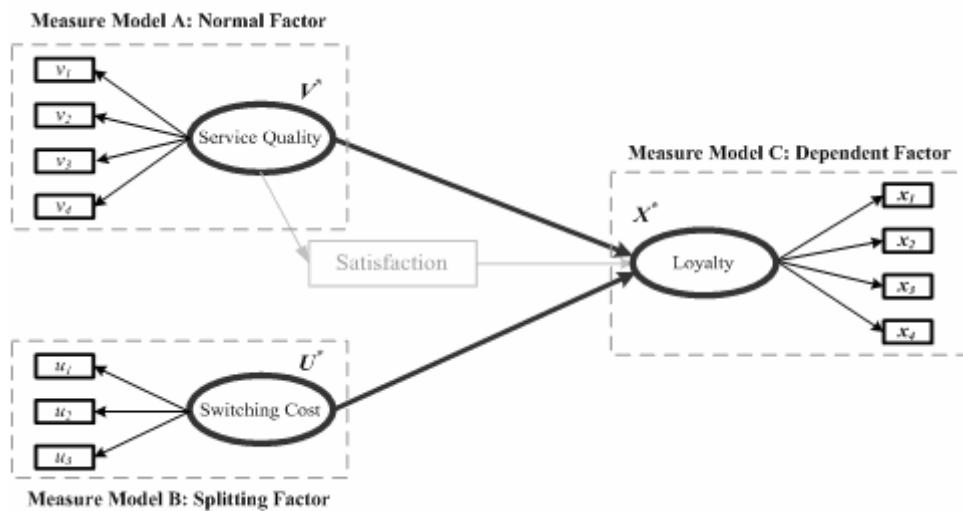 Measure Model A: Normal Factor
v1
v2
v3
v4
V*
Service Quality
Satisfaction
Measure Model C: Dependent Factor
X*
Loyalty
x1
x2
x3
x4
u1
u2
u3
U*
Switching Cost
Measure Model B: Splitting Factor